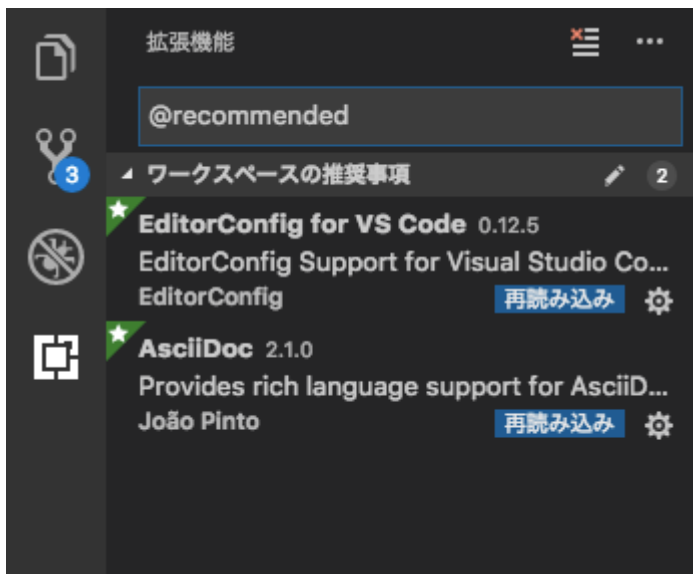 拡張機能
@recommended
ワークスペースの推奨事項 2
3
EditorConfig for VS Code 0.12.5
EditorConfig Support for Visual Studio Co...
EditorConfig 再読み込み
AsciiDoc 2.1.0
Provides rich language support for AsciiD...
João Pinto 再読み込み